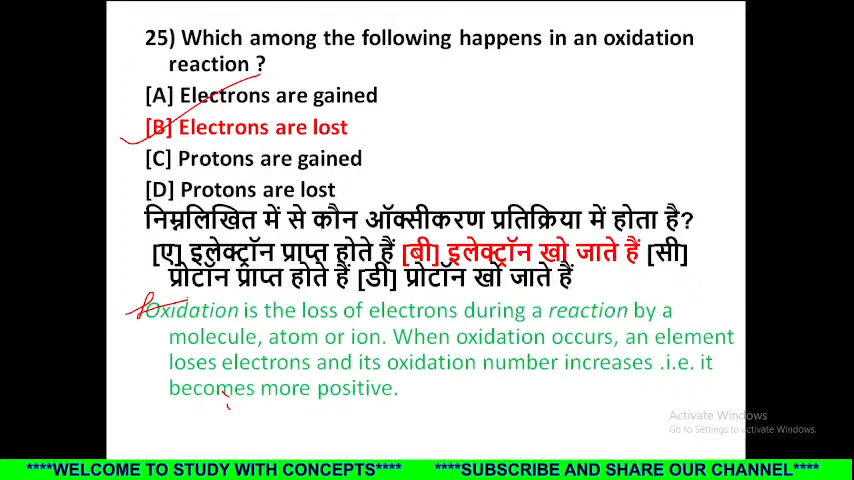 25) Which among the following happens in an oxidation
reaction ?
[A] Electrons are gained
[B] Electrons are lost
[C] Protons are gained
[D] Protons are lost
निम्नलिखित में से कौन ऑक्सीकरण प्रतिक्रिया में होता है?
[ए] इलेक्ट्रॉन प्राप्त होते हैं [बी] इलेक्ट्रॉन खो जाते हैं [सी]
प्रोटॉन प्राप्त होते हैं [डी] प्रोटॉन खो जाते हैं
Oxidation is the loss of electrons during a reaction by a
molecule, atom or ion. When oxidation occurs, an element
loses electrons and its oxidation number increases .i.e. it
becomes more positive.
Activate Windows
Go to Settings to activate Windows.
****WELCOME TO STUDY WITH CONCEPTS**** ****SUBSCRIBE AND SHARE OUR CHANNEL****